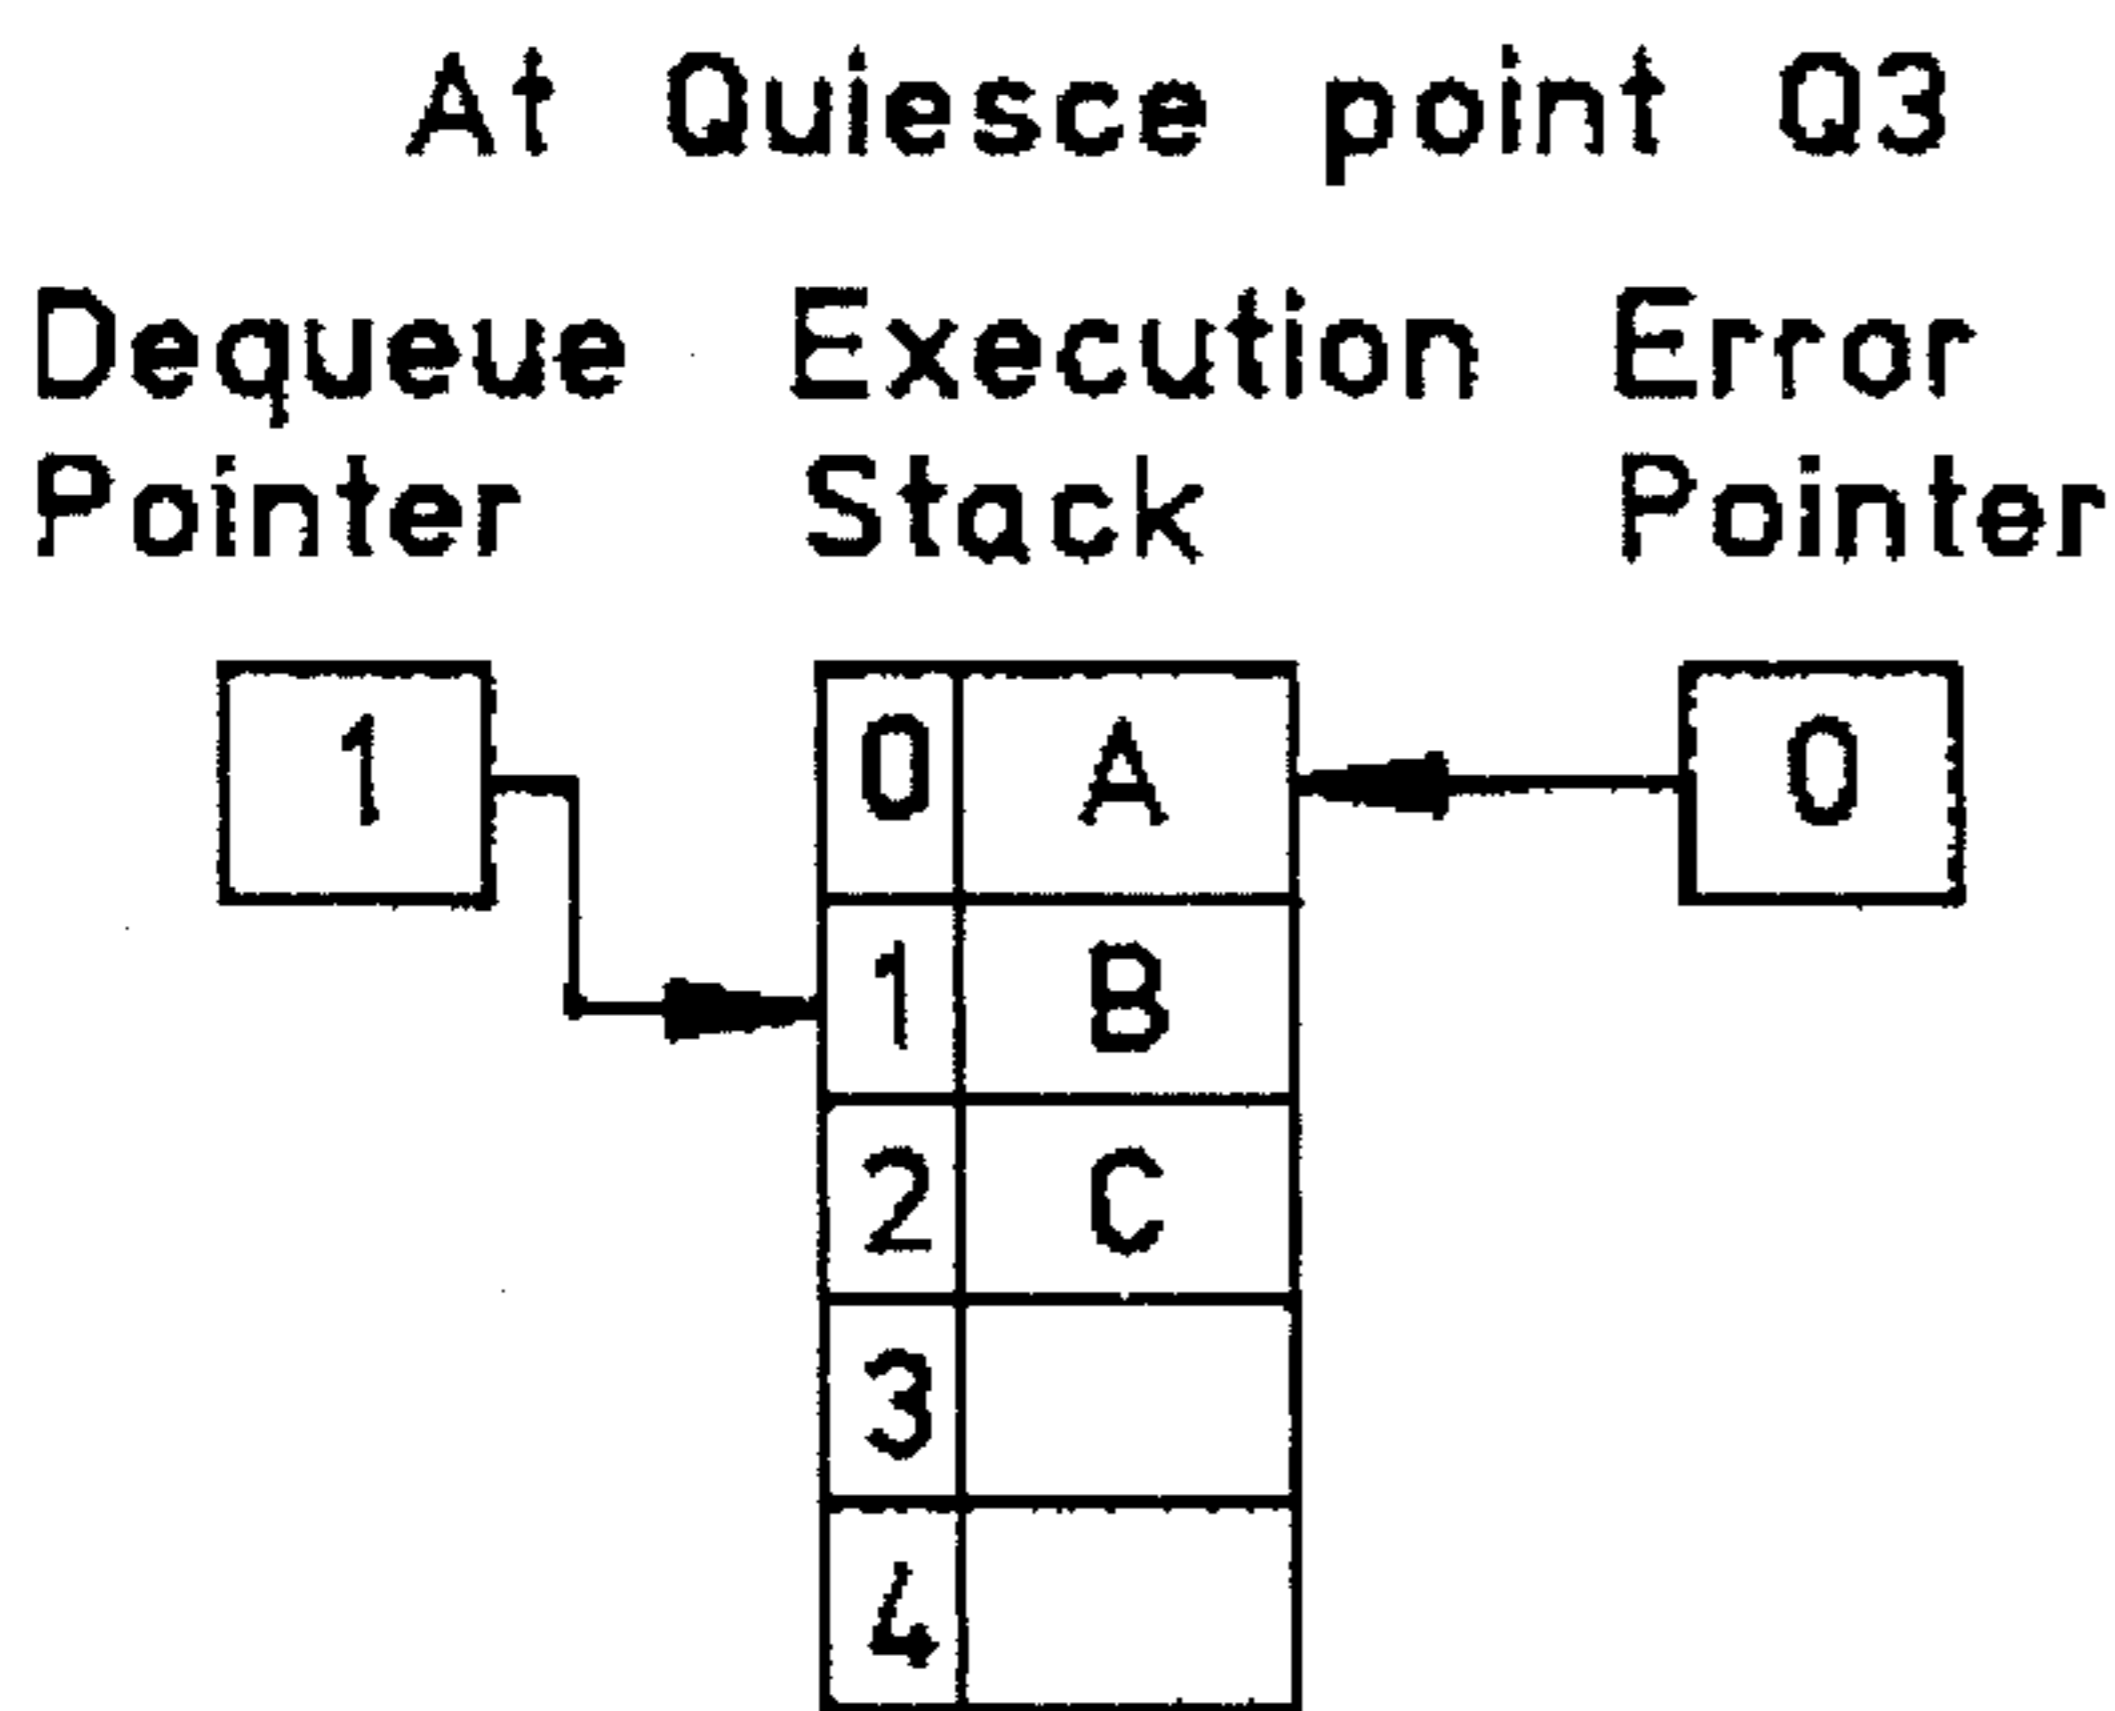 At Quiesce point Q3
Dequeue Execution Error
Pointer Stack Pointer
1 0 A 0
1 B
2 C
3
4